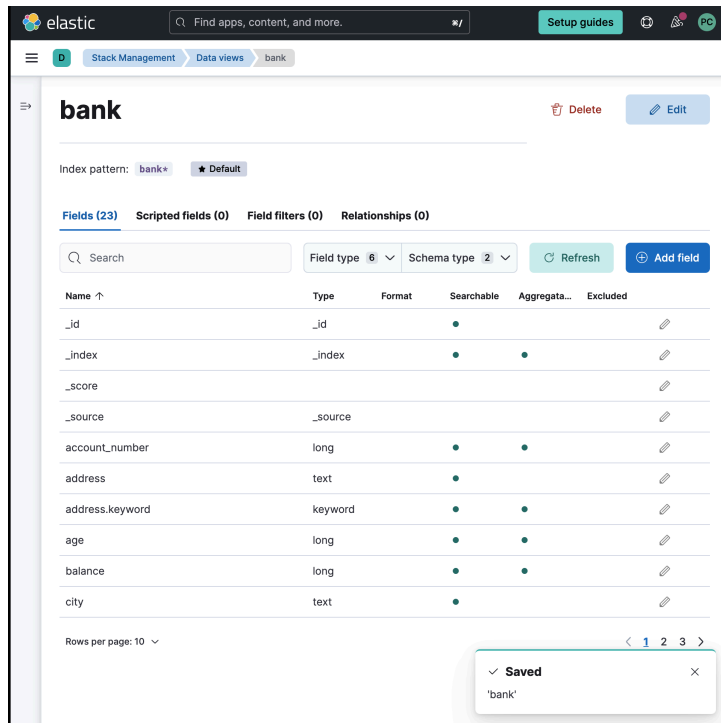 elastic
Find apps, content, and more.
⌘/
Setup guides
PC
D
Stack Management
Data views
bank
bank
Delete
Edit
Index pattern: bank*
★ Default
Fields (23) Scripted fields (0) Field filters (0) Relationships (0)
Search
Field type 6
Schema type 2
Refresh
Add field
Name ↑ Type Format Searchable Aggregata... Excluded
_id _id
_index _index
_score
_source _source
account_number long
address text
address.keyword keyword
age long
balance long
city text
Rows per page: 10
< 1 2 3 >
Saved
'bank'